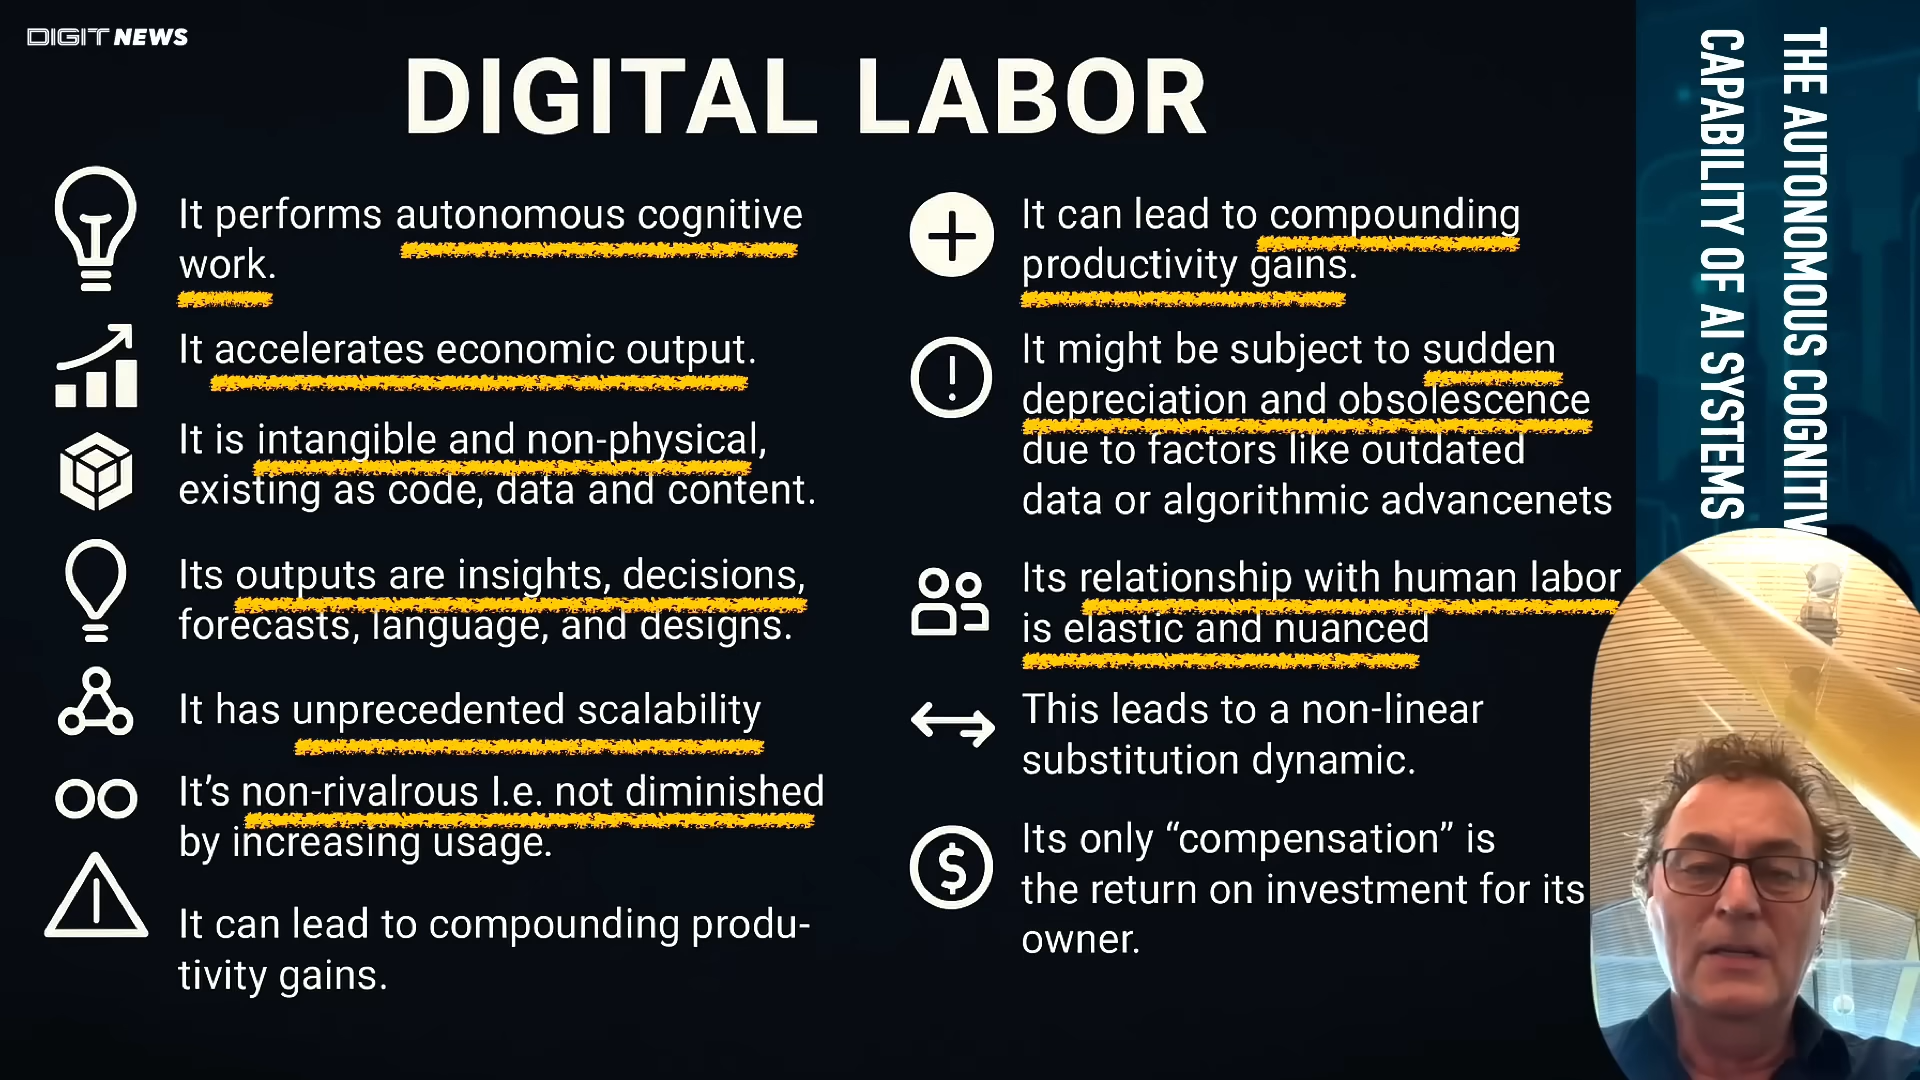 DIGIT NEWS
DIGITAL LABOR
It performs autonomous cognitive
work.
It accelerates economic output.
It is intangible and non-physical,
existing as code, data and content.
Its outputs are insights, decisions,
forecasts, language, and designs.
It has unprecedented scalability
It’s non-rivalrous I.e. not diminished
by increasing usage.
It can lead to compounding produ-
tivity gains.
It can lead to compounding
productivity gains.
It might be subject to sudden
depreciation and obsolescence
due to factors like outdated
data or algorithmic advancenets
Its relationship with human labor
is elastic and nuanced
This leads to a non-linear
substitution dynamic.
Its only “compensation” is
the return on investment for its
owner.
THE AUTONOMOUS COGNITIV
CAPABILITY OF AI SYSTEMS